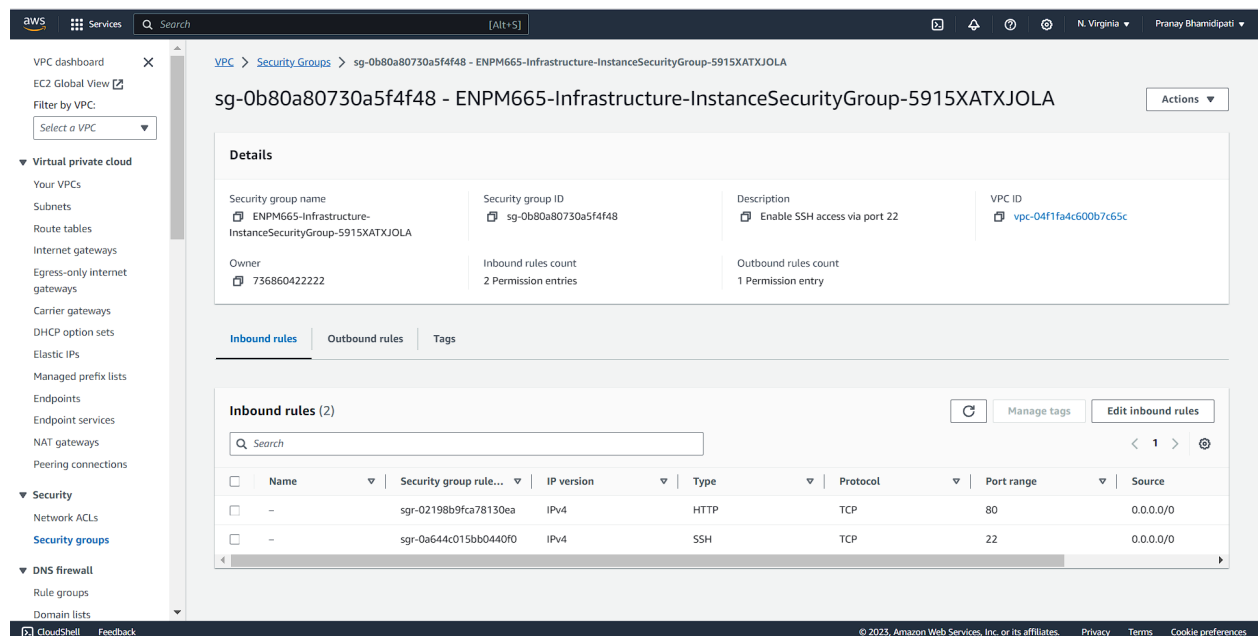 aws
Services
Search
[Alt+S]
N. Virginia
Pranay Bhamidipati
VPC dashboard
EC2 Global View
Filter by VPC:
Select a VPC
Virtual private cloud
Your VPCs
Subnets
Route tables
Internet gateways
Egress-only internet
gateways
Carrier gateways
DHCP option sets
Elastic IPs
Managed prefix lists
Endpoints
Endpoint services
NAT gateways
Peering connections
Security
Network ACLs
Security groups
DNS firewall
Rule groups
Domain lists
VPC > Security Groups > sg-0b80a80730a5f4f48 - ENPM665-Infrastructure-InstanceSecurityGroup-5915XATXJOLA
sg-0b80a80730a5f4f48 - ENPM665-Infrastructure-InstanceSecurityGroup-5915XATXJOLA
Actions
Details
Security group name
ENPM665-Infrastructure-
InstanceSecurityGroup-5915XATXJOLA
Security group ID
sg-0b80a80730a5f4f48
Description
Enable SSH access via port 22
VPC ID
vpc-04f1fa4c600b7c65c
Owner
736860422222
Inbound rules count
2 Permission entries
Outbound rules count
1 Permission entry
Inbound rules
Outbound rules
Tags
Inbound rules (2)
Manage tags
Edit inbound rules
Search
1
Name Security group rule... IP version Type Protocol Port range Source
– sgr-02198b9fca78130ea IPv4 HTTP TCP 80 0.0.0.0/0
– sgr-0a644c015bb0440f0 IPv4 SSH TCP 22 0.0.0.0/0
CloudShell Feedback © 2023, Amazon Web Services, Inc. or its affiliates. Privacy Terms Cookie preferences